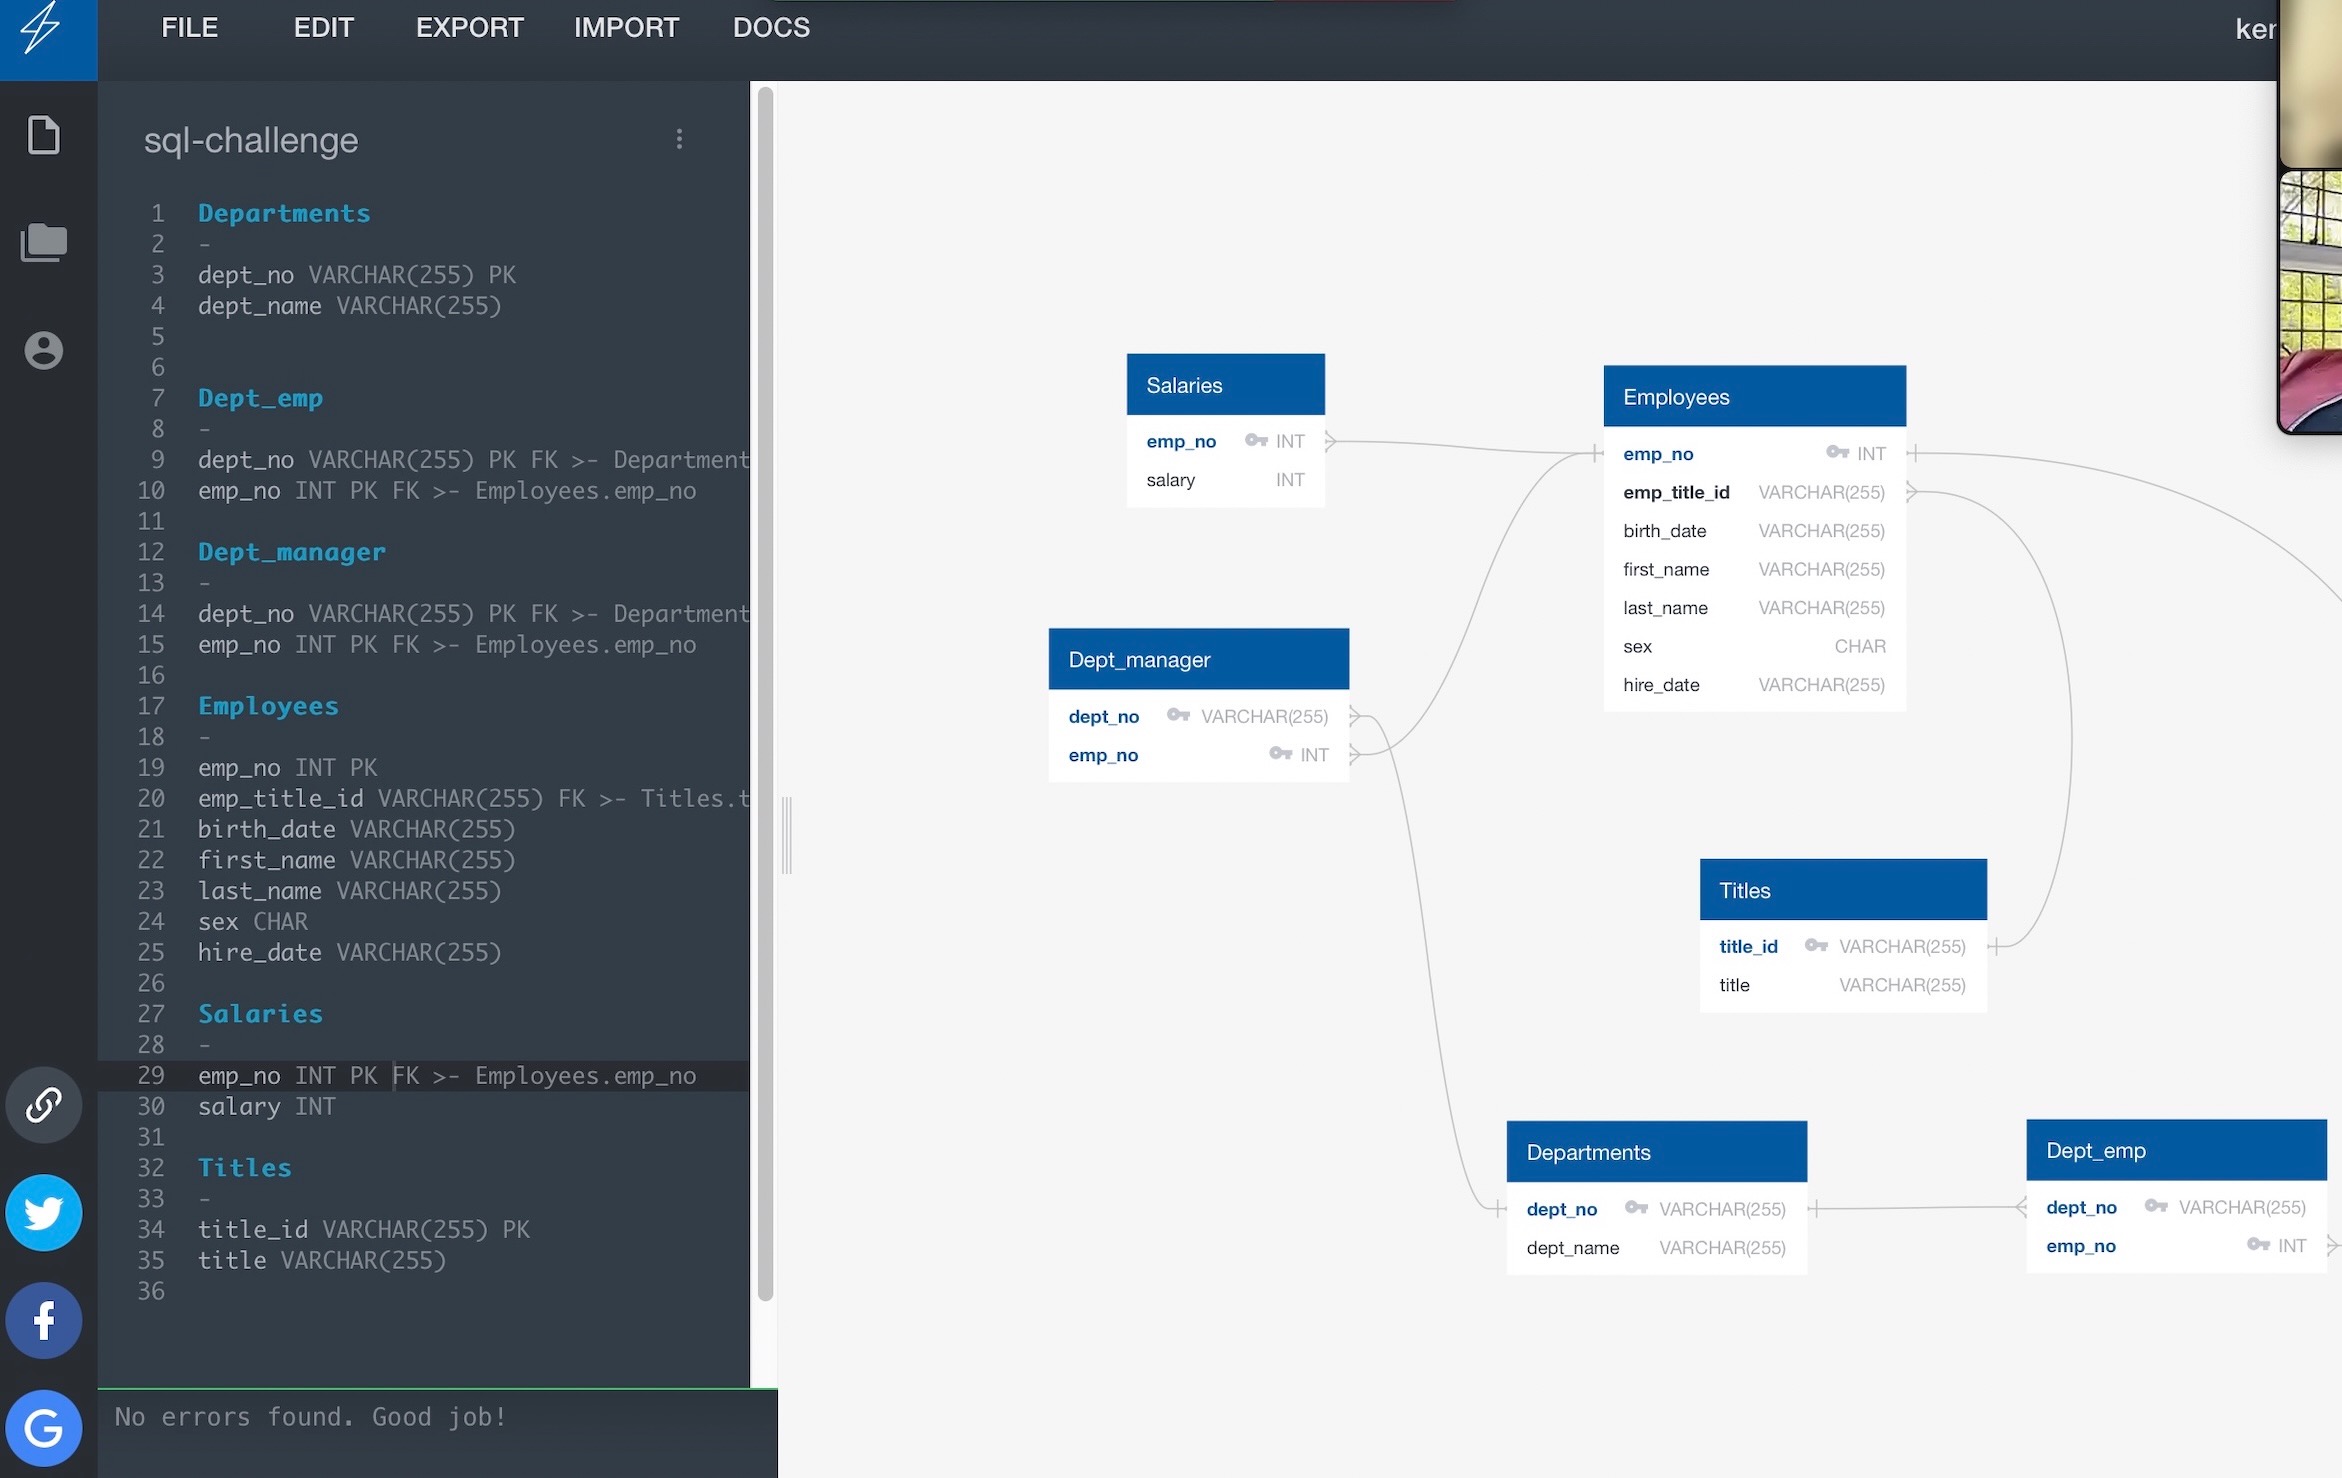 FILE EDIT EXPORT IMPORT DOCS
ker
sql-challenge
1 Departments
2 -
3 dept_no VARCHAR(255) PK
4 dept_name VARCHAR(255)
5
6
7 Dept_emp
8 -
9 dept_no VARCHAR(255) PK FK >- Department
10 emp_no INT PK FK >- Employees.emp_no
11
12 Dept_manager
13 -
14 dept_no VARCHAR(255) PK FK >- Department
15 emp_no INT PK FK >- Employees.emp_no
16
17 Employees
18 -
19 emp_no INT PK
20 emp_title_id VARCHAR(255) FK >- Titles.t
21 birth_date VARCHAR(255)
22 first_name VARCHAR(255)
23 last_name VARCHAR(255)
24 sex CHAR
25 hire_date VARCHAR(255)
26
27 Salaries
28 -
29 emp_no INT PK FK >- Employees.emp_no
30 salary INT
31
32 Titles
33 -
34 title_id VARCHAR(255) PK
35 title VARCHAR(255)
36
No errors found. Good job!
Salaries
emp_no INT
salary INT
Employees
emp_no INT
emp_title_id VARCHAR(255)
birth_date VARCHAR(255)
first_name VARCHAR(255)
last_name VARCHAR(255)
sex CHAR
hire_date VARCHAR(255)
Dept_manager
dept_no VARCHAR(255)
emp_no INT
Titles
title_id VARCHAR(255)
title VARCHAR(255)
Departments
dept_no VARCHAR(255)
dept_name VARCHAR(255)
Dept_emp
dept_no VARCHAR(255)
emp_no INT